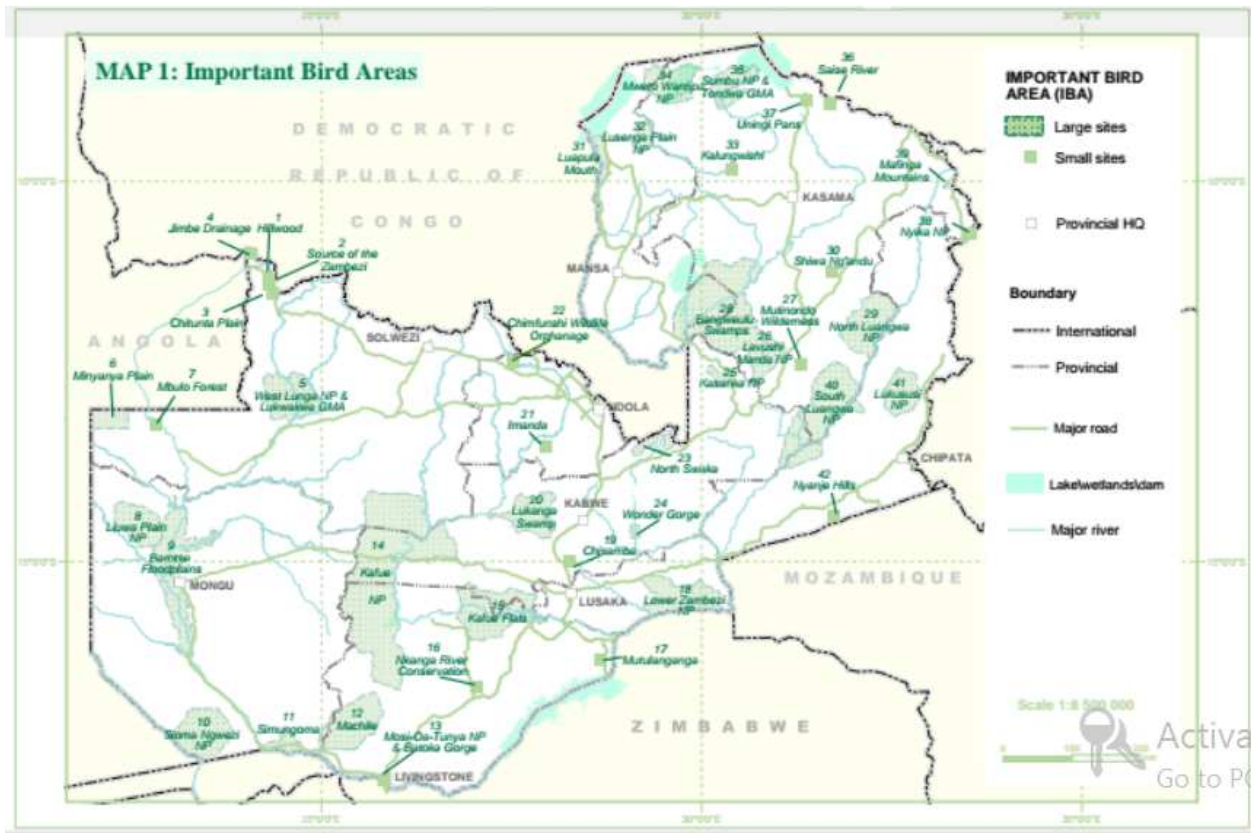 MAP 1: Important Bird Areas
DEMOCRATIC
REPUBLIC OF
CONGO
ANGOLA
MOZAMBIQUE
ZIMBABWE
34
Mweru Wantipa
NP
35
Sumbu NP &
Tondwa GMA
36
Saise River
37
Uningi Pans
32
Lusenga Plain
NP
33
Kalungwishi
31
Luapula
Mouth
39
Mafinga
Mountains
KASAMA
38
Nyika NP
4
Jimbe Drainage
1
Hillwood
2
Source of the
Zambezi
3
Chitunta Plain
MANSA
30
Shiwa Ng'andu
28
Bangweulu
Swamps
27
Mutinondo
Wilderness
29
North Luangwa
NP
26
Lavushi
Manda NP
25
Kasanka NP
22
Chimfunshi Wildlife
Orphanage
SOLWEZI
6
Minyanya Plain
7
Mbulo Forest
5
West Lunga NP &
Lukwakwa GMA
NDOLA
40
South
Luangwa
NP
41
Lukusuzi
NP
21
Imanda
23
North Swaka
CHIPATA
42
Nyanje Hills
8
Liuwa Plain
NP
9
Barotse
Floodplains
MONGU
20
Lukanga
Swamp
KABWE
24
Wonder Gorge
19
Chisamba
14
Kafue
NP
15
Kafue Flats
LUSAKA
18
Lower Zambezi
NP
16
Nkanga River
Conservation
17
Mutulanganga
10
Sioma Ngwezi
NP
11
Simungoma
12
Machile
13
Mosi-Oa-Tunya NP
& Batoka Gorge
LIVINGSTONE
IMPORTANT BIRD
AREA (IBA)
Large sites
Small sites
Provincial HQ
Boundary
International
Provincial
Major road
Lake\wetlands\dam
Major river
Scale 1:8 500 000
0 100
Activa
Go to PC